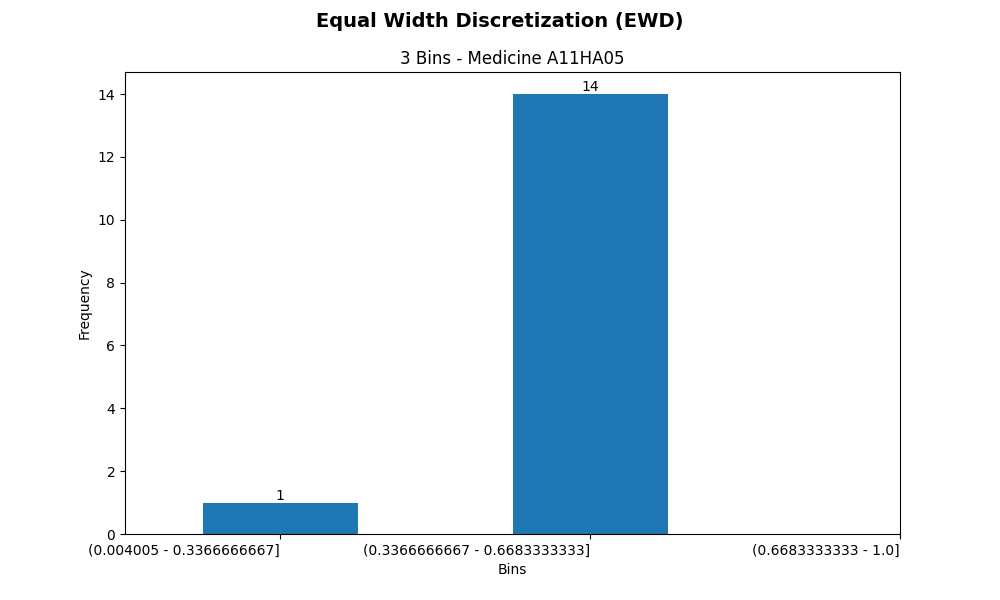 Equal Width Discretization (EWD)
3 Bins - Medicine A11HA05
14
14
12
10
8
Frequency
6
4
2
1
0
(0.004005 - 0.3366666667]
(0.3366666667 - 0.6683333333]
(0.6683333333 - 1.0]
Bins